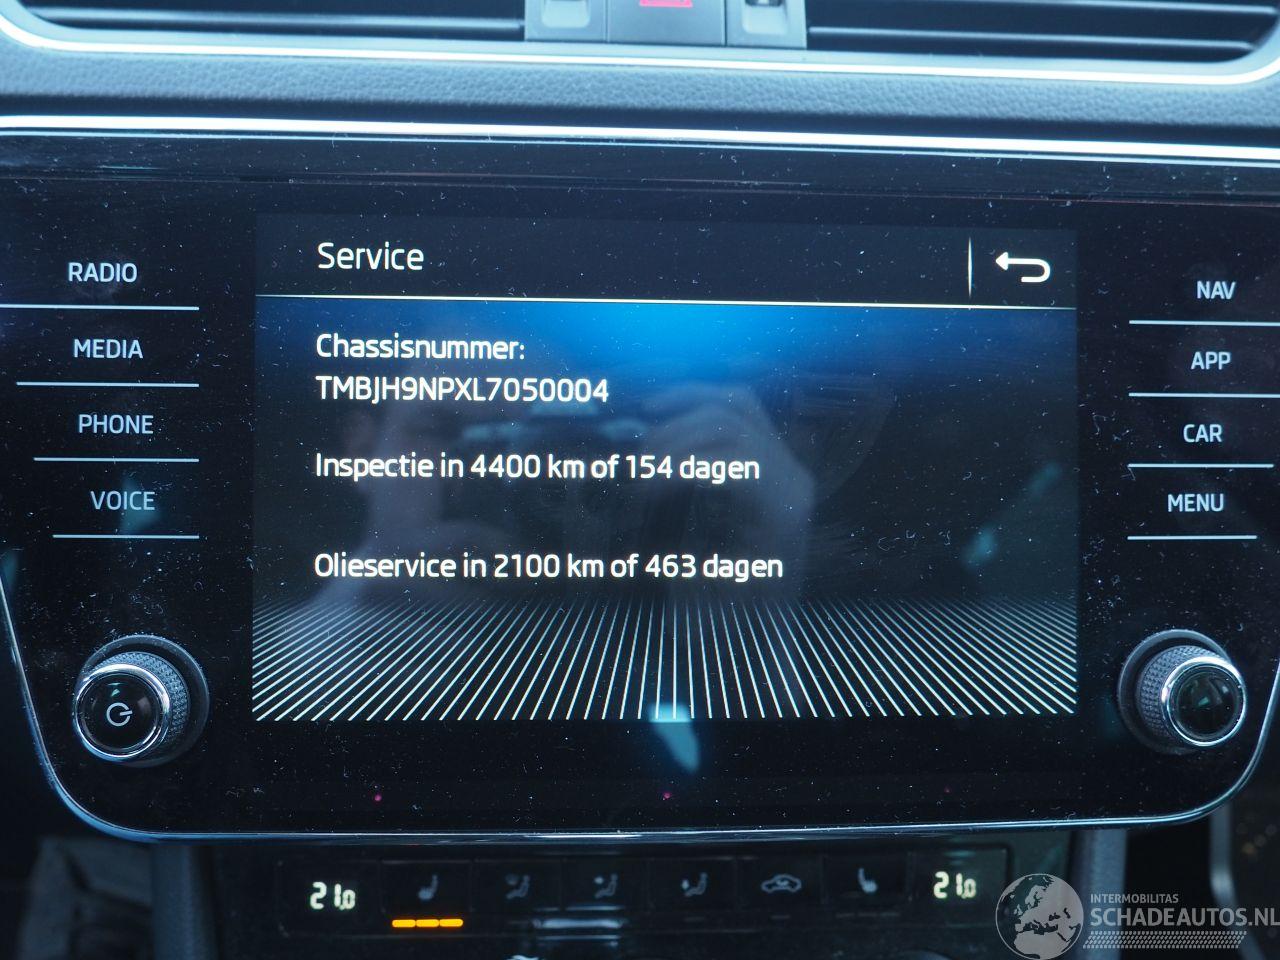 Service
RADIO
MEDIA
PHONE
VOICE
NAV
APP
CAR
MENU
Chassisnummer:
TMBJH9NPXL7050004
Inspectie in 4400 km of 154 dagen
Olieservice in 2100 km of 463 dagen
21.0
21.0
INTERMOBILITAS
SCHADEAUTOS.NL